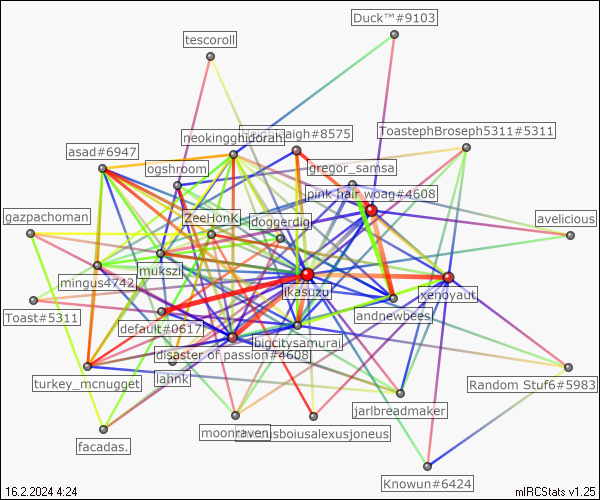 Duck™#9103
tescoroll
ToastephBroseph5311#5311
neokingghidorah
aigh#8575
asad#6947
ogshroom
gregor_samsa
pink hair woag#4608
gazpachoman
ZeeHonK
doggerdig
avelicious
mukszi
mingus4742
ikasuzu
xenoyaut
Toast#5311
andnewbees
default#0617
bigcitysamurai
disaster of passion#4608
turkey_mcnugget
lahnk
Random Stuf6#5983
jarlbreadmaker
moonraven
usboiusalexusjoneus
facadas.
Knowun#6424
16.2.2024 4:24
mIRCStats v1.25